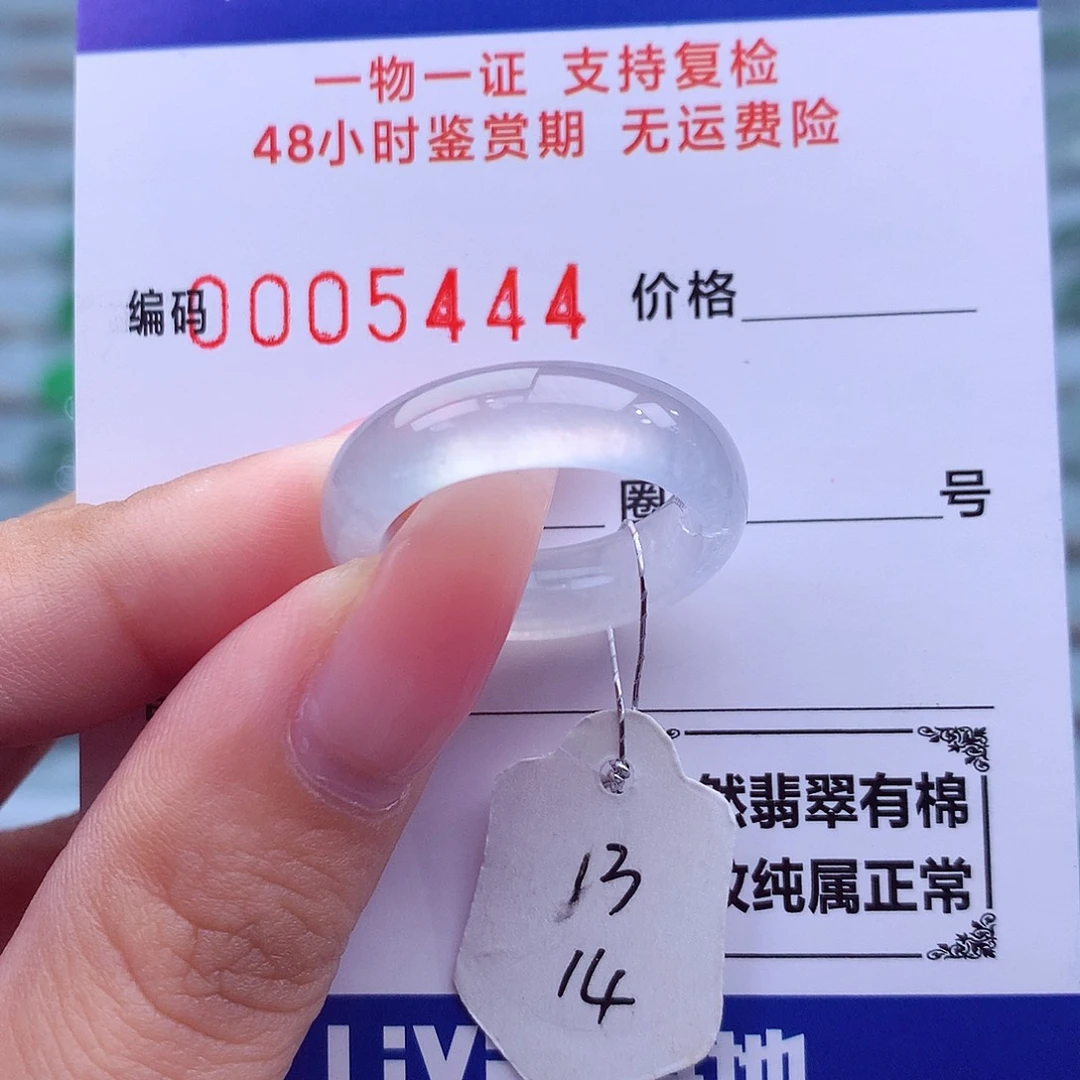 一物一证 支持复检
48小时鉴赏期 无运费险
编码0005444 价格
圈 号
然翡翠有棉
纹纯属正常
13
14